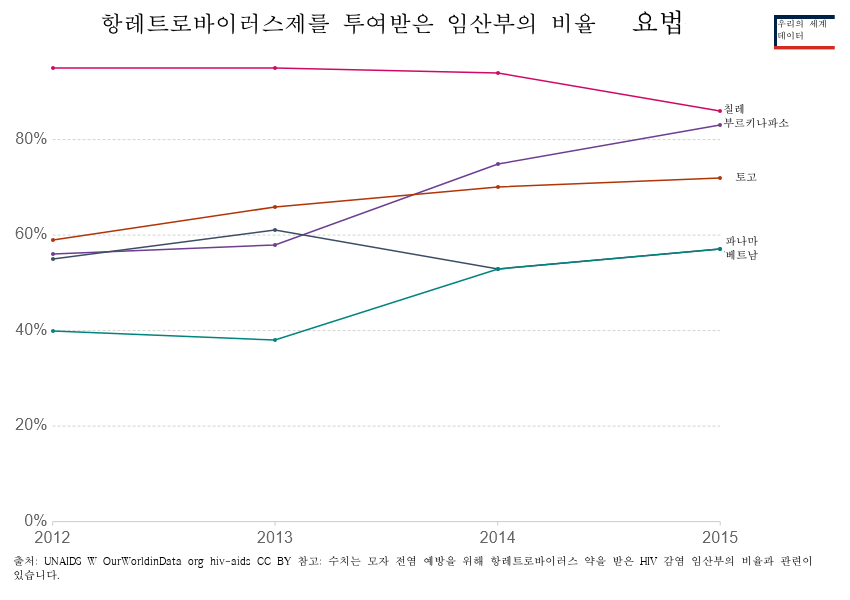 항레트로바이러스제를 투여받은 임산부의 비율 요법
우리의 세계
데이터
칠레
부르키나파소
80%
토고
60%
파나마
베트남
40%
20%
0%
2012 2013 2014 2015
출처: UNAIDS W OurWorldinData org hiv-aids CC BY 참고: 수치는 모자 전염 예방을 위해 항레트로바이러스 약을 받은 HIV 감염 임산부의 비율과 관련이
있습니다.